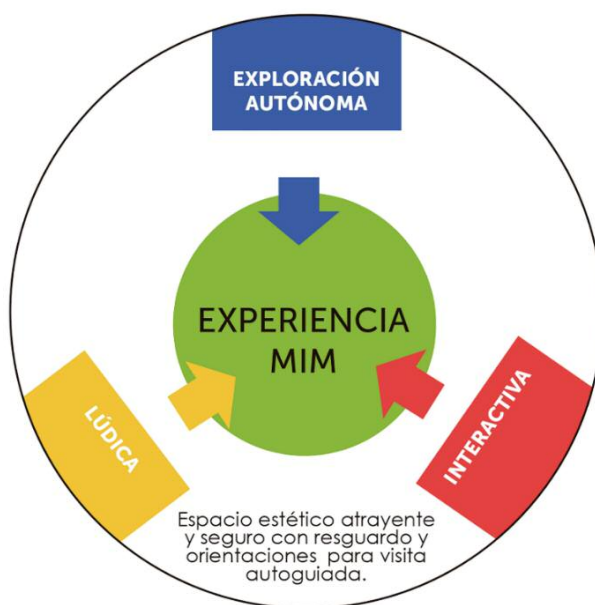 EXPLORACIÓN
AUTÓNOMA
EXPERIENCIA
MIM
LÚDICA
INTERACTIVA
Espacio estético atrayente
y seguro con resguardo y
orientaciones para visita
autoguiada.